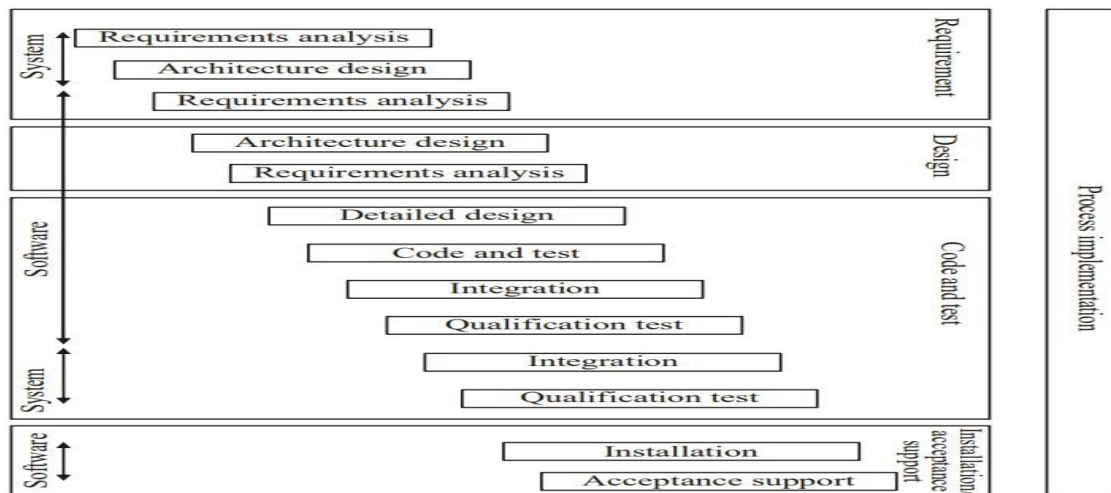 System
Requirements analysis
Architecture design
Requirements analysis
Requirement
Architecture design
Requirements analysis
Design
Software
Detailed design
Code and test
Integration
Qualification test
Code and test
System
Integration
Qualification test
Software
Installation
Acceptance support
Installation/
acceptance
support
Process implementation